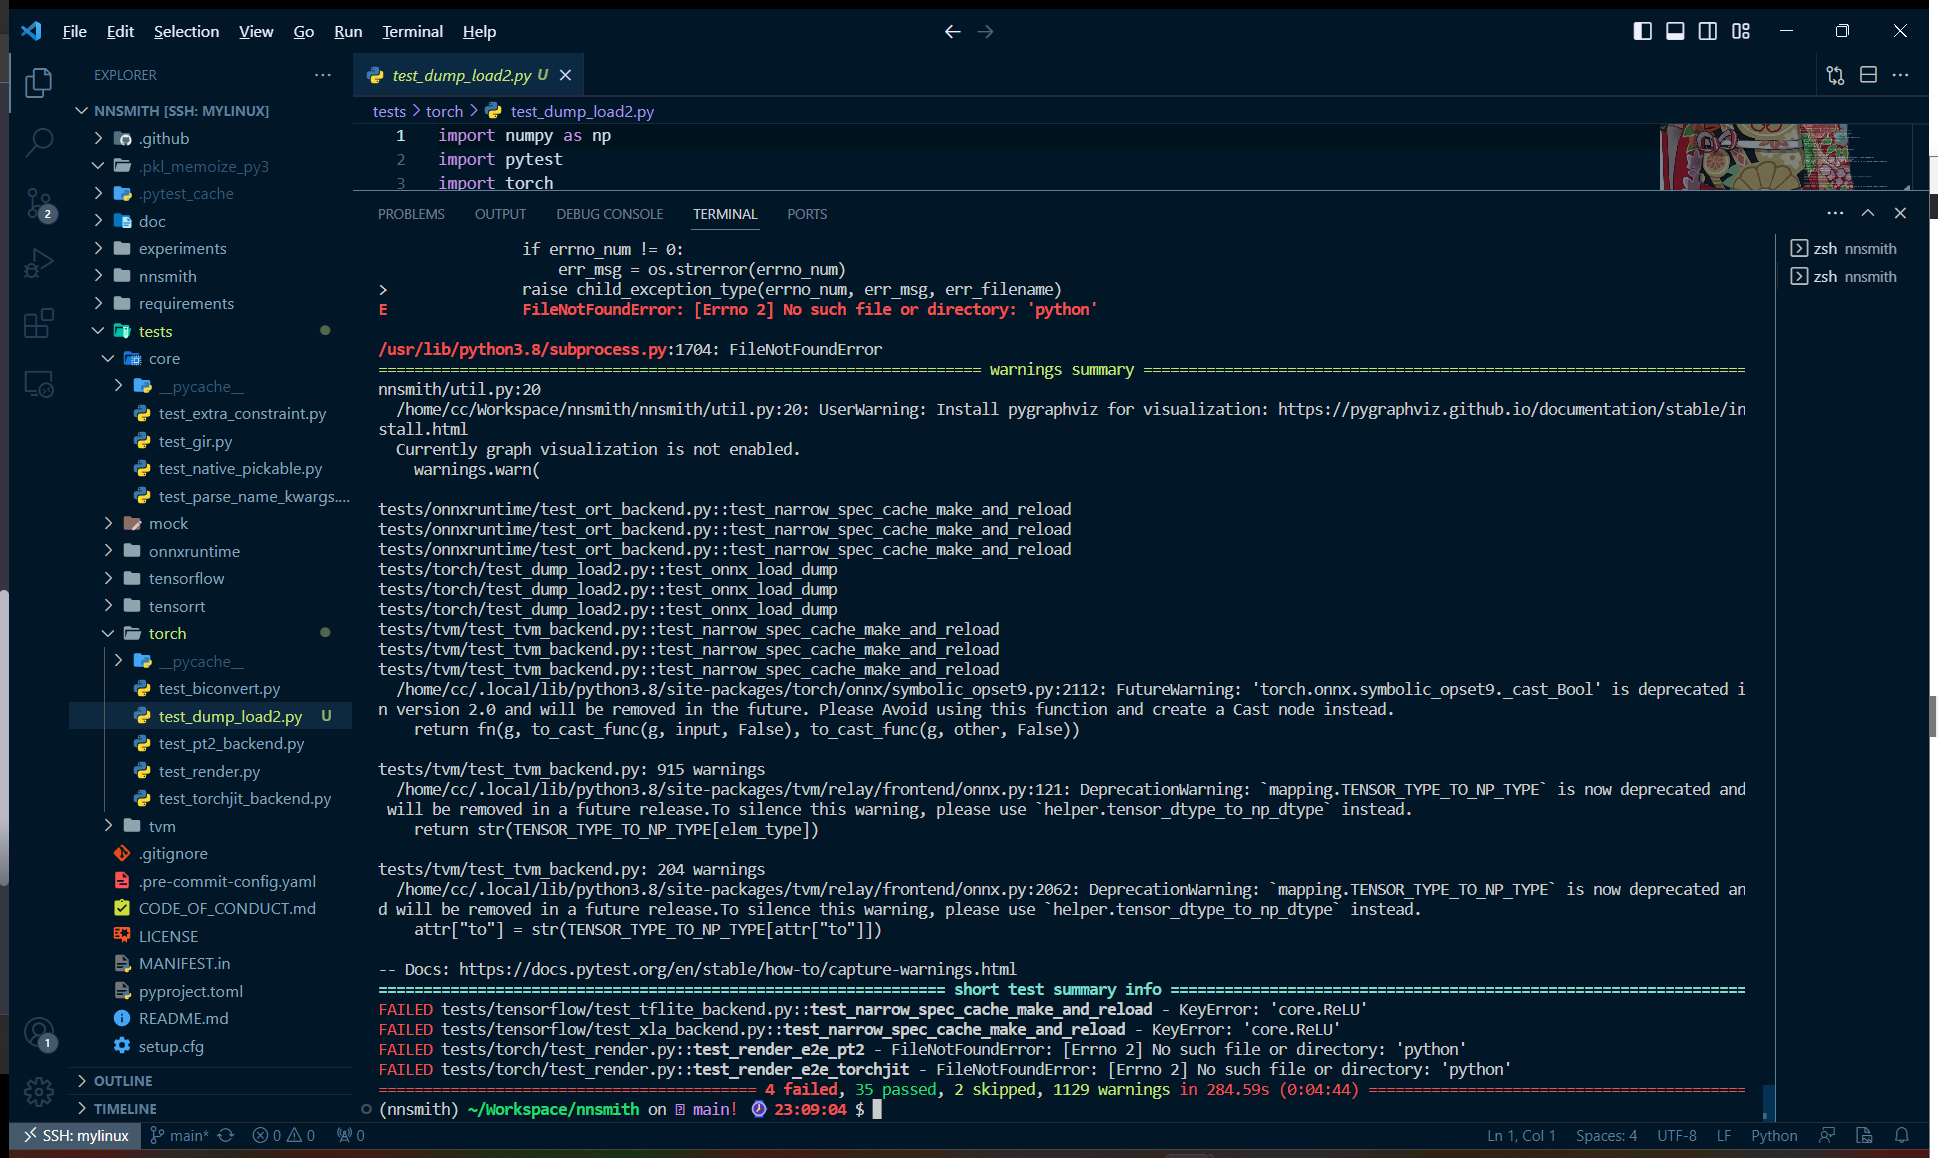 File Edit Selection View Go Run Terminal Help
EXPLORER
NNSMITH [SSH: MYLINUX]
.github
.pkl_memoize_py3
.pytest_cache
doc
experiments
nnsmith
requirements
tests
core
__pycache__
test_extra_constraint.py
test_gir.py
test_native_pickable.py
test_parse_name_kwargs....
mock
onnxruntime
tensorflow
tensorrt
torch
__pycache__
test_biconvert.py
test_dump_load2.py U
test_pt2_backend.py
test_render.py
test_torchjit_backend.py
tvm
.gitignore
.pre-commit-config.yaml
CODE_OF_CONDUCT.md
LICENSE
MANIFEST.in
pyproject.toml
README.md
setup.cfg
OUTLINE
TIMELINE
2
1
test_dump_load2.py U
tests > torch > test_dump_load2.py
1 import numpy as np
2 import pytest
3 import torch
PROBLEMS OUTPUT DEBUG CONSOLE TERMINAL PORTS
zsh nnsmith
zsh nnsmith
if errno_num != 0:
err_msg = os.strerror(errno_num)
> raise child_exception_type(errno_num, err_msg, err_filename)
E FileNotFoundError: [Errno 2] No such file or directory: 'python'
/usr/lib/python3.8/subprocess.py:1704: FileNotFoundError
=================================================================== warnings summary ===================================================================
nnsmith/util.py:20
/home/cc/Workspace/nnsmith/nnsmith/util.py:20: UserWarning: Install pygraphviz for visualization: https://pygraphviz.github.io/documentation/stable/in
stall.html
Currently graph visualization is not enabled.
warnings.warn(
tests/onnxruntime/test_ort_backend.py::test_narrow_spec_cache_make_and_reload
tests/onnxruntime/test_ort_backend.py::test_narrow_spec_cache_make_and_reload
tests/onnxruntime/test_ort_backend.py::test_narrow_spec_cache_make_and_reload
tests/torch/test_dump_load2.py::test_onnx_load_dump
tests/torch/test_dump_load2.py::test_onnx_load_dump
tests/torch/test_dump_load2.py::test_onnx_load_dump
tests/tvm/test_tvm_backend.py::test_narrow_spec_cache_make_and_reload
tests/tvm/test_tvm_backend.py::test_narrow_spec_cache_make_and_reload
tests/tvm/test_tvm_backend.py::test_narrow_spec_cache_make_and_reload
/home/cc/.local/lib/python3.8/site-packages/torch/onnx/symbolic_opset9.py:2112: FutureWarning: 'torch.onnx.symbolic_opset9._cast_Bool' is deprecated i
n version 2.0 and will be removed in the future. Please Avoid using this function and create a Cast node instead.
return fn(g, to_cast_func(g, input, False), to_cast_func(g, other, False))
tests/tvm/test_tvm_backend.py: 915 warnings
/home/cc/.local/lib/python3.8/site-packages/tvm/relay/frontend/onnx.py:121: DeprecationWarning: `mapping.TENSOR_TYPE_TO_NP_TYPE` is now deprecated and
will be removed in a future release.To silence this warning, please use `helper.tensor_dtype_to_np_dtype` instead.
return str(TENSOR_TYPE_TO_NP_TYPE[elem_type])
tests/tvm/test_tvm_backend.py: 204 warnings
/home/cc/.local/lib/python3.8/site-packages/tvm/relay/frontend/onnx.py:2062: DeprecationWarning: `mapping.TENSOR_TYPE_TO_NP_TYPE` is now deprecated an
d will be removed in a future release.To silence this warning, please use `helper.tensor_dtype_to_np_dtype` instead.
attr["to"] = str(TENSOR_TYPE_TO_NP_TYPE[attr["to"]])
-- Docs: https://docs.pytest.org/en/stable/how-to/capture-warnings.html
=============================================================== short test summary info ================================================================
FAILED tests/tensorflow/test_tflite_backend.py::test_narrow_spec_cache_make_and_reload - KeyError: 'core.ReLU'
FAILED tests/tensorflow/test_xla_backend.py::test_narrow_spec_cache_make_and_reload - KeyError: 'core.ReLU'
FAILED tests/torch/test_render.py::test_render_e2e_pt2 - FileNotFoundError: [Errno 2] No such file or directory: 'python'
FAILED tests/torch/test_render.py::test_render_e2e_torchjit - FileNotFoundError: [Errno 2] No such file or directory: 'python'
========================================== 4 failed, 35 passed, 2 skipped, 1129 warnings in 284.59s (0:04:44) ==========================================
(nnsmith) ~/Workspace/nnsmith on main! 23:09:04 $
SSH: mylinux main* 0 0 0 Ln 1, Col 1 Spaces: 4 UTF-8 LF Python